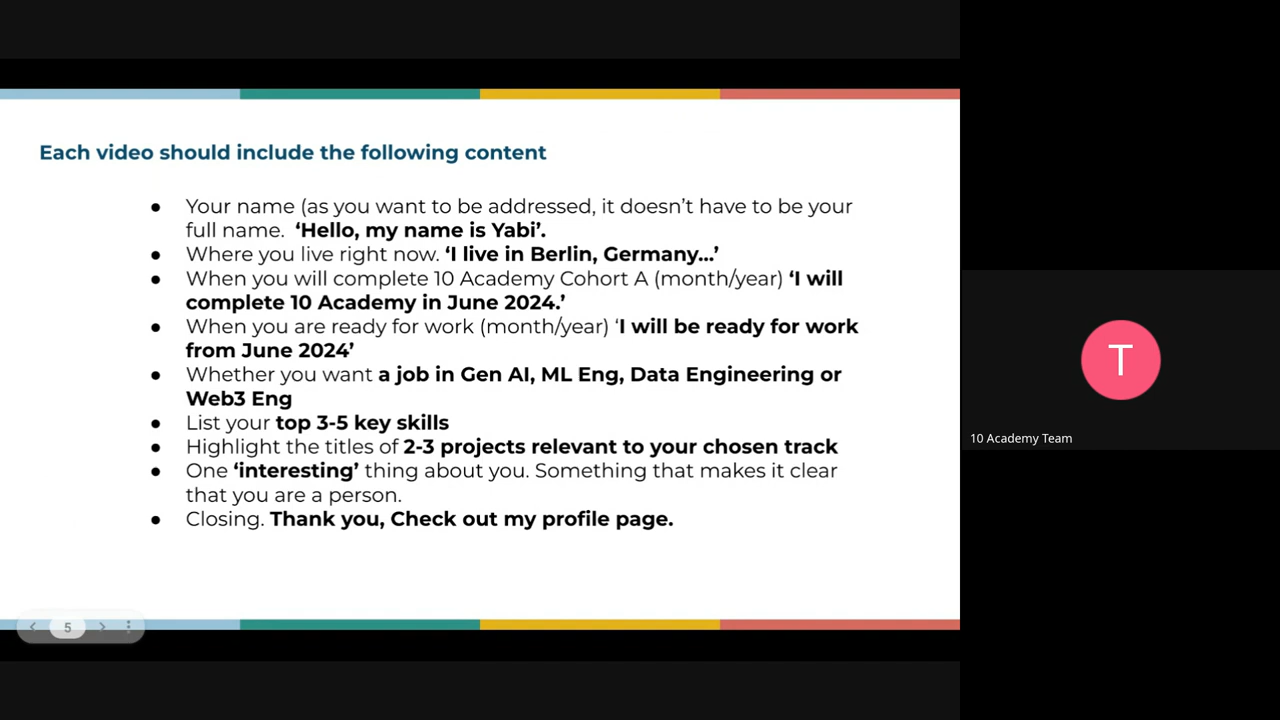 Each video should include the following content
● Your name (as you want to be addressed, it doesn’t have to be your
full name. ‘Hello, my name is Yabi’.
● Where you live right now. ‘I live in Berlin, Germany...’
● When you will complete 10 Academy Cohort A (month/year) ‘I will
complete 10 Academy in June 2024.’
● When you are ready for work (month/year) ‘I will be ready for work
from June 2024’
● Whether you want a job in Gen AI, ML Eng, Data Engineering or
Web3 Eng
● List your top 3-5 key skills
● Highlight the titles of 2-3 projects relevant to your chosen track
● One ‘interesting’ thing about you. Something that makes it clear
that you are a person.
● Closing. Thank you, Check out my profile page.
5
T
10 Academy Team